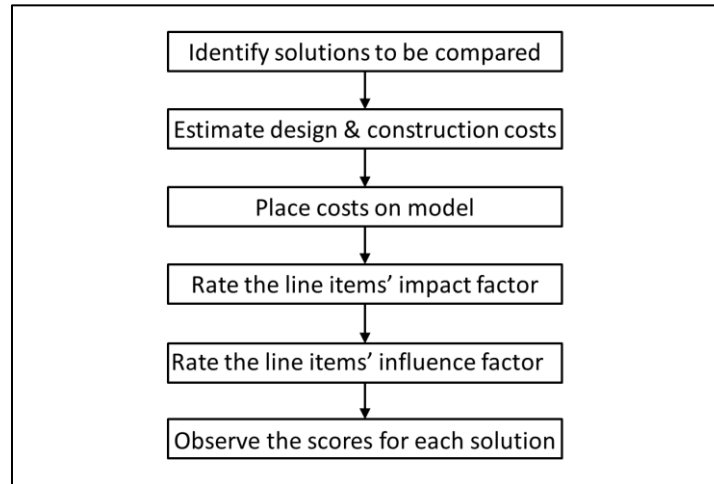 Identify solutions to be compared
Estimate design & construction costs
Place costs on model
Rate the line items’ impact factor
Rate the line items’ influence factor
Observe the scores for each solution